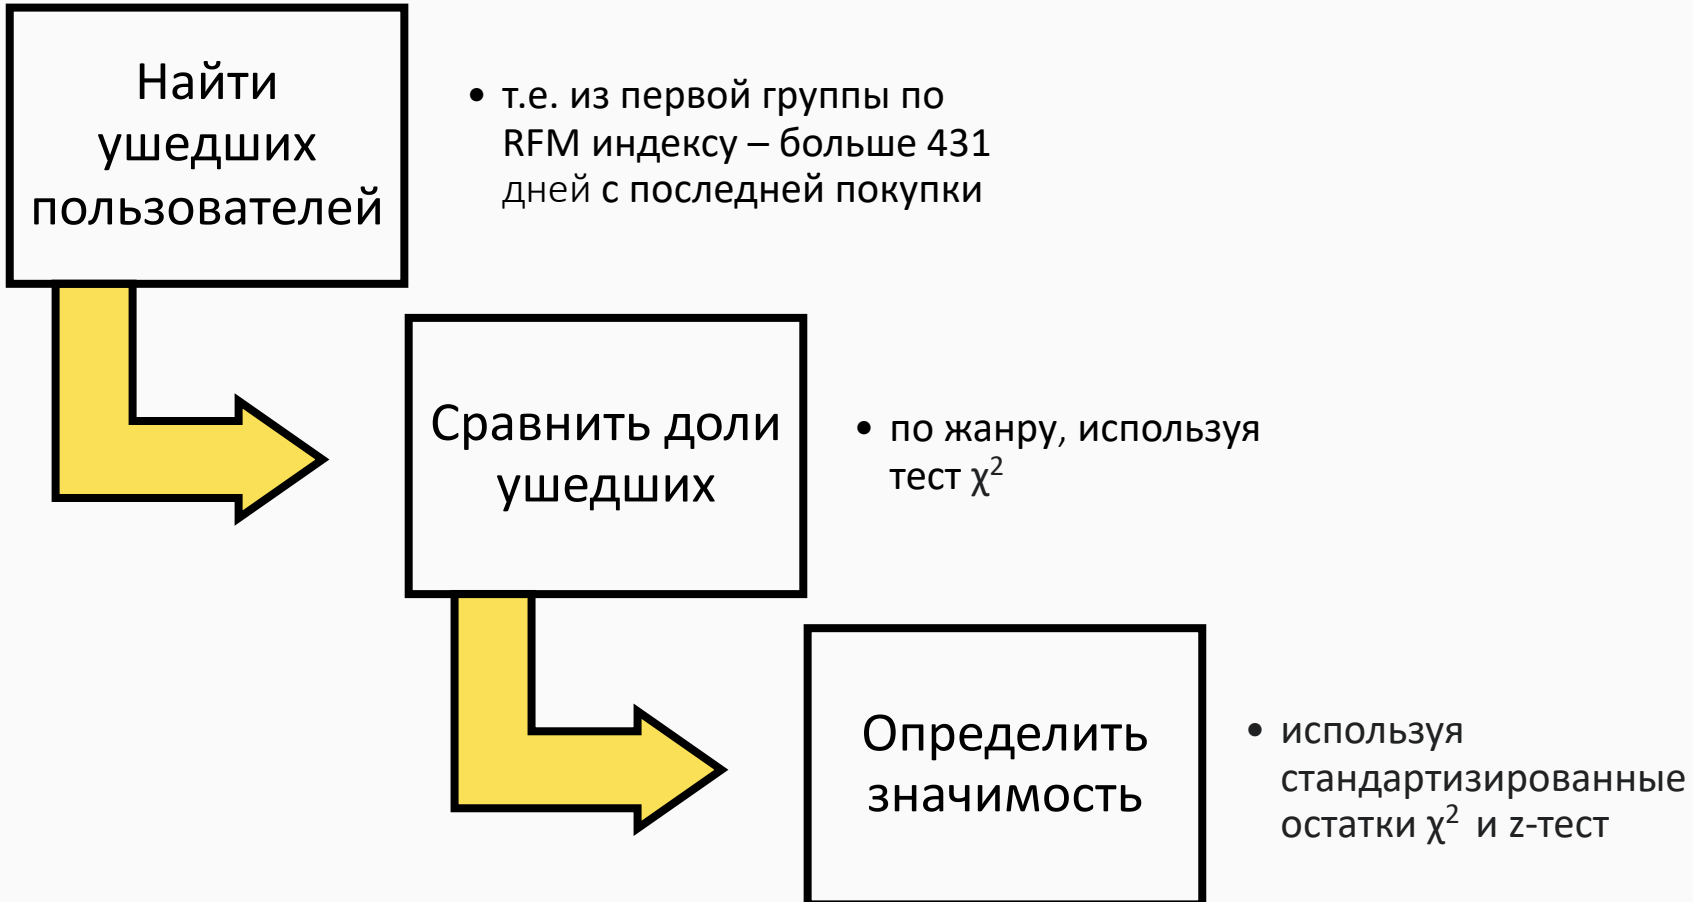 Найти
ушедших
пользователей
• т.е. из первой группы по
RFM индексу – больше 431
дней с последней покупки
Сравнить доли
ушедших
• по жанру, используя
тест χ²
Определить
значимость
• используя
стандартизированные
остатки χ² и z-тест